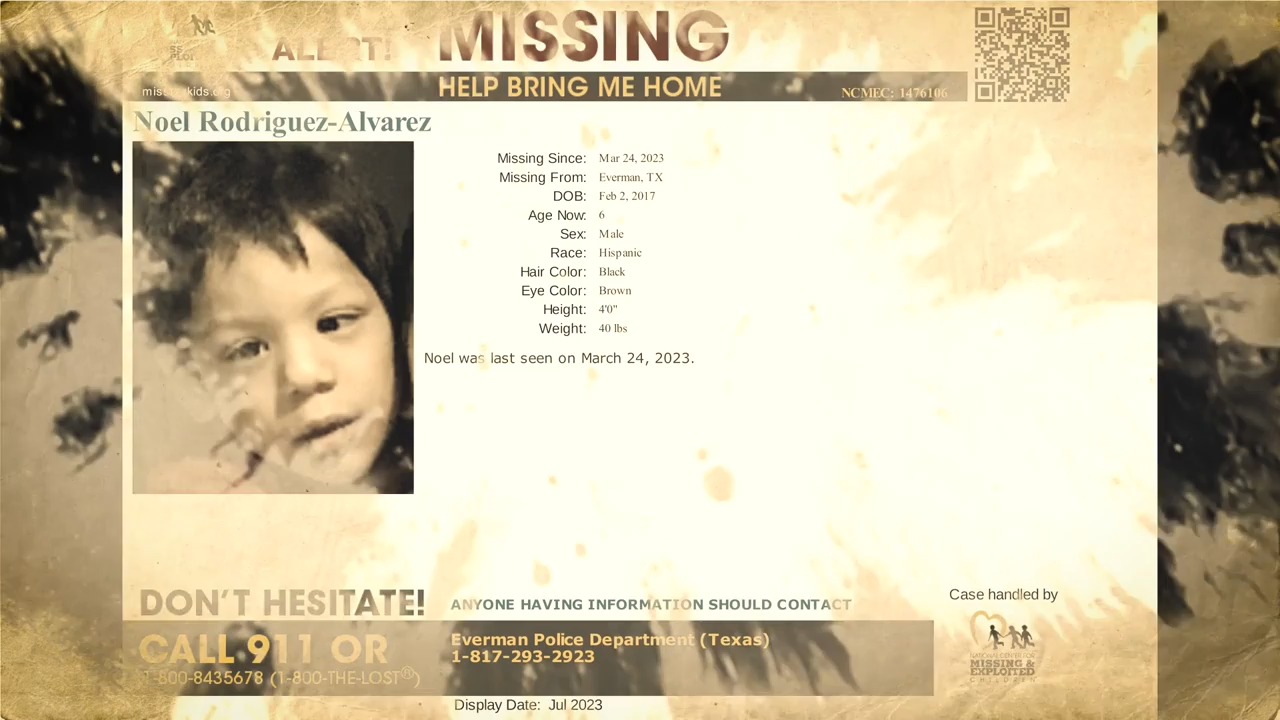 ALERT!
MISSING
HELP BRING ME HOME
NCMEC: 1476106
Noel Rodriguez-Alvarez
Missing Since: Mar 24, 2023
Missing From: Everman, TX
DOB: Feb 2, 2017
Age Now: 6
Sex: Male
Race: Hispanic
Hair Color: Black
Eye Color: Brown
Height: 4'0"
Weight: 40 lbs
Noel was last seen on March 24, 2023.
DON'T HESITATE!
ANYONE HAVING INFORMATION SHOULD CONTACT
CALL 911 OR
1-800-8435678 (1-800-THE-LOST®)
Everman Police Department (Texas)
1-817-293-2923
Case handled by
NATIONAL CENTER FOR
MISSING &
EXPLOITED
CHILDREN
Display Date: Jul 2023